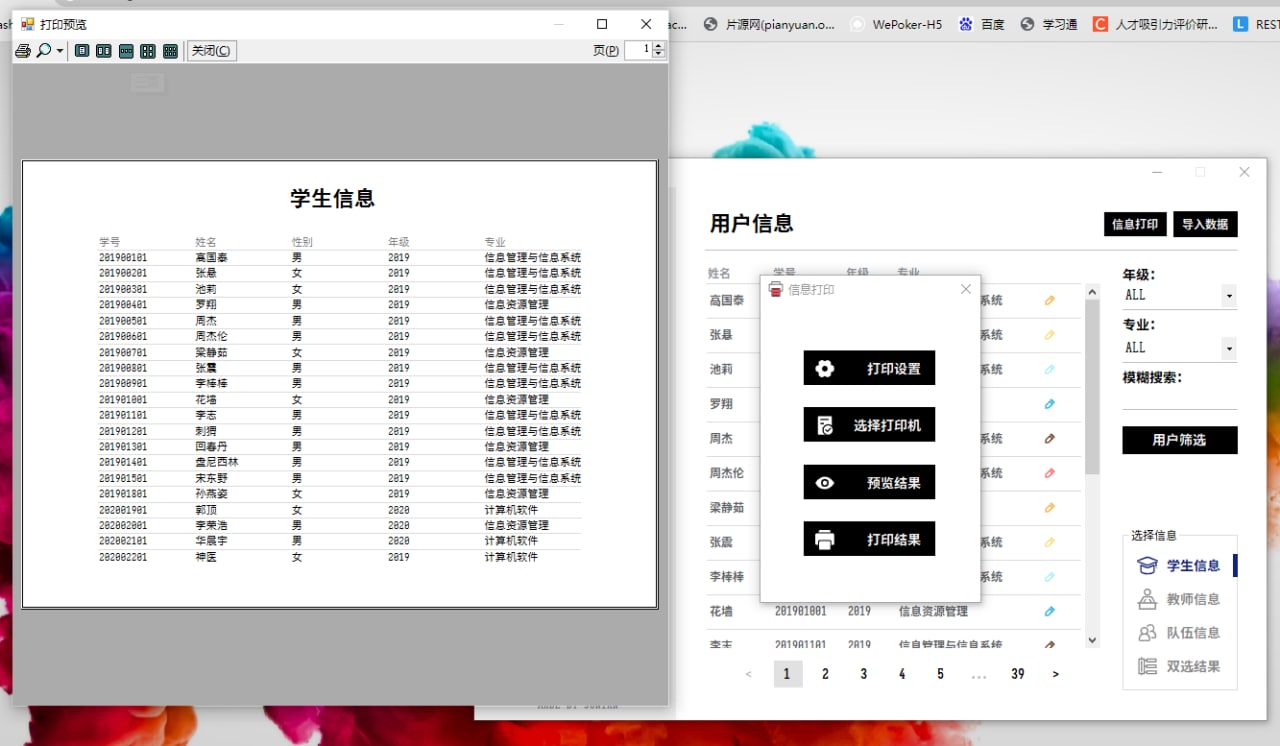 打印预览
关闭(C)
页(P) 1
学生信息
学号 姓名 性别 年级 专业
201900101 高国泰 男 2019 信息管理与信息系统
201900201 张悬 女 2019 信息管理与信息系统
201900301 池莉 女 2019 信息管理与信息系统
201900401 罗翔 男 2019 信息资源管理
201900501 周杰 男 2019 信息管理与信息系统
201900601 周杰伦 男 2019 信息管理与信息系统
201900701 梁静茹 女 2019 信息资源管理
201900801 张震 男 2019 信息管理与信息系统
201900901 李棒棒 男 2019 信息管理与信息系统
201901001 花墙 女 2019 信息资源管理
201901101 李志 男 2019 信息管理与信息系统
201901201 刺猬 男 2019 信息管理与信息系统
201901301 回春丹 男 2019 信息资源管理
201901401 盘尼西林 男 2019 信息管理与信息系统
201901501 宋东野 男 2019 信息管理与信息系统
201901801 孙燕姿 女 2019 信息资源管理
202001901 郭顶 女 2020 计算机软件
202002001 李荣浩 男 2020 信息资源管理
202002101 华晨宇 男 2020 计算机软件
202002201 神医 女 2019 计算机软件
片源网(pianyuan.o...
WePoker-H5
百度
学习通
人才吸引力评价研...
REST
用户信息
信息打印 导入数据
姓名 学号 年级 专业
高国泰 系统
张悬 系统
池莉 系统
罗翔
周杰 系统
周杰伦 系统
梁静茹
张震 系统
李棒棒 系统
花墙 201901001 2019 信息资源管理
李志 201901101 2019 信息管理与信息系统
< 1 2 3 4 5 ... 39 >
信息打印
打印设置
选择打印机
预览结果
打印结果
年级：
ALL
专业：
ALL
模糊搜索：
用户筛选
选择信息
学生信息
教师信息
队伍信息
双选结果